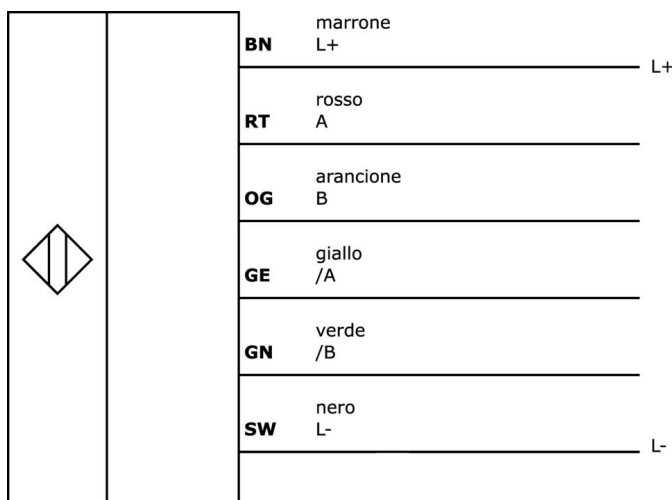 marrone
BN L+
L+
rosso
RT A
arancione
OG B
giallo
GE /A
verde
GN /B
nero
SW L-
L-